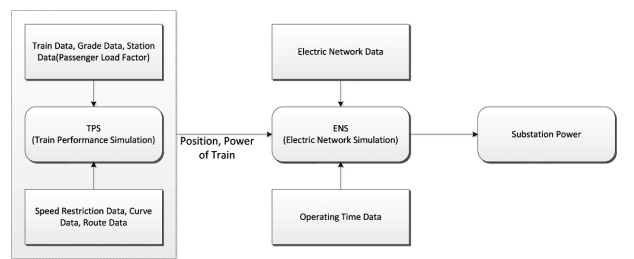 Train Data, Grade Data, Station
Data(Passenger Load Factor)
TPS
(Train Performance Simulation)
Speed Restriction Data, Curve
Data, Route Data
Position, Power
of Train
Electric Network Data
ENS
(Electric Network Simulation)
Operating Time Data
Substation Power